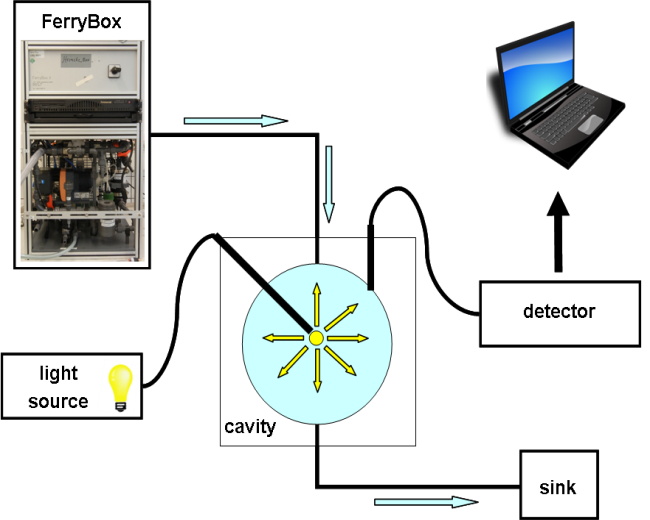 FerryBox
light
source
cavity
detector
sink